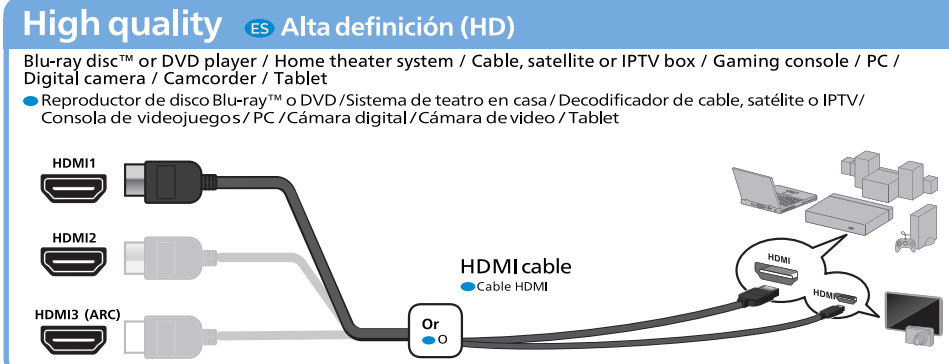 High quality ES Alta definición (HD)
Blu-ray disc™ or DVD player / Home theater system / Cable, satellite or IPTV box / Gaming console / PC /
Digital camera / Camcorder / Tablet
Reproductor de disco Blu-ray™ o DVD / Sistema de teatro en casa / Decodificador de cable, satélite o IPTV /
Consola de videojuegos / PC / Cámara digital / Cámara de video / Tablet
HDMI1
HDMI2
HDMI3 (ARC)
Or
O
HDMI cable
Cable HDMI
HDMI
HDMI